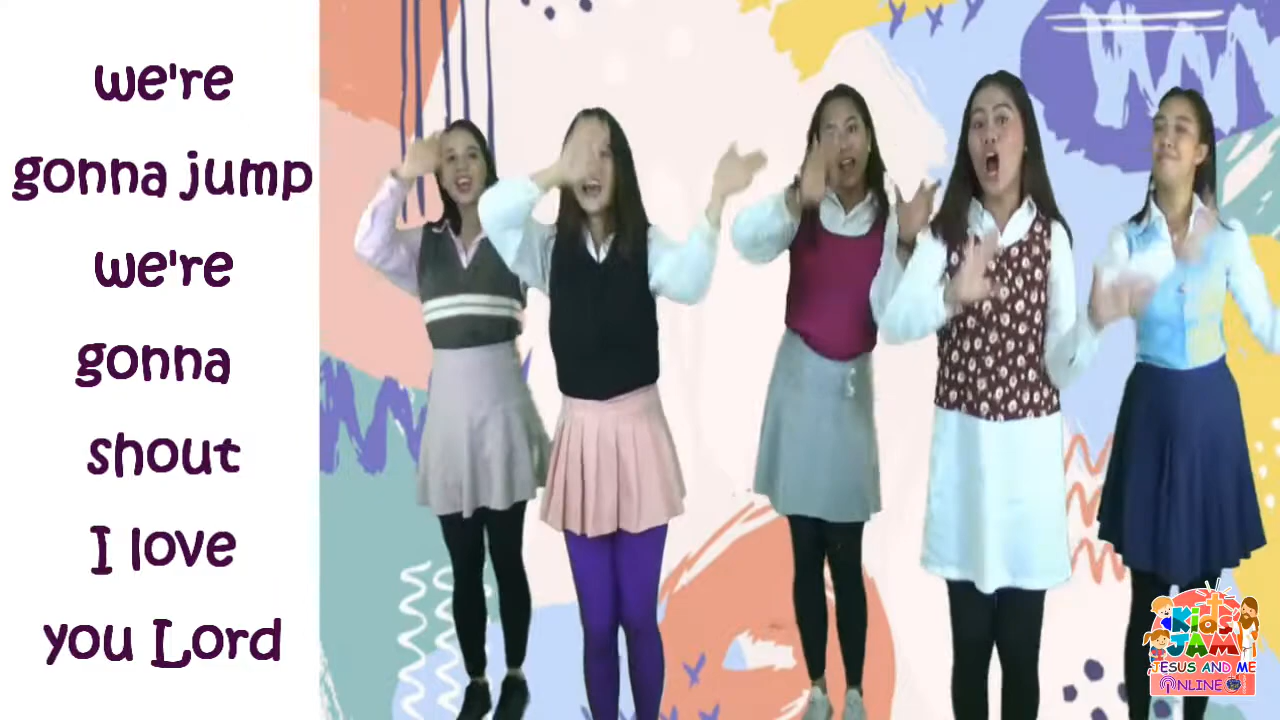 we're
gonna jump
we're
gonna
shout
I love
you Lord
Kids
JAM
JESUS AND ME
ONLINE